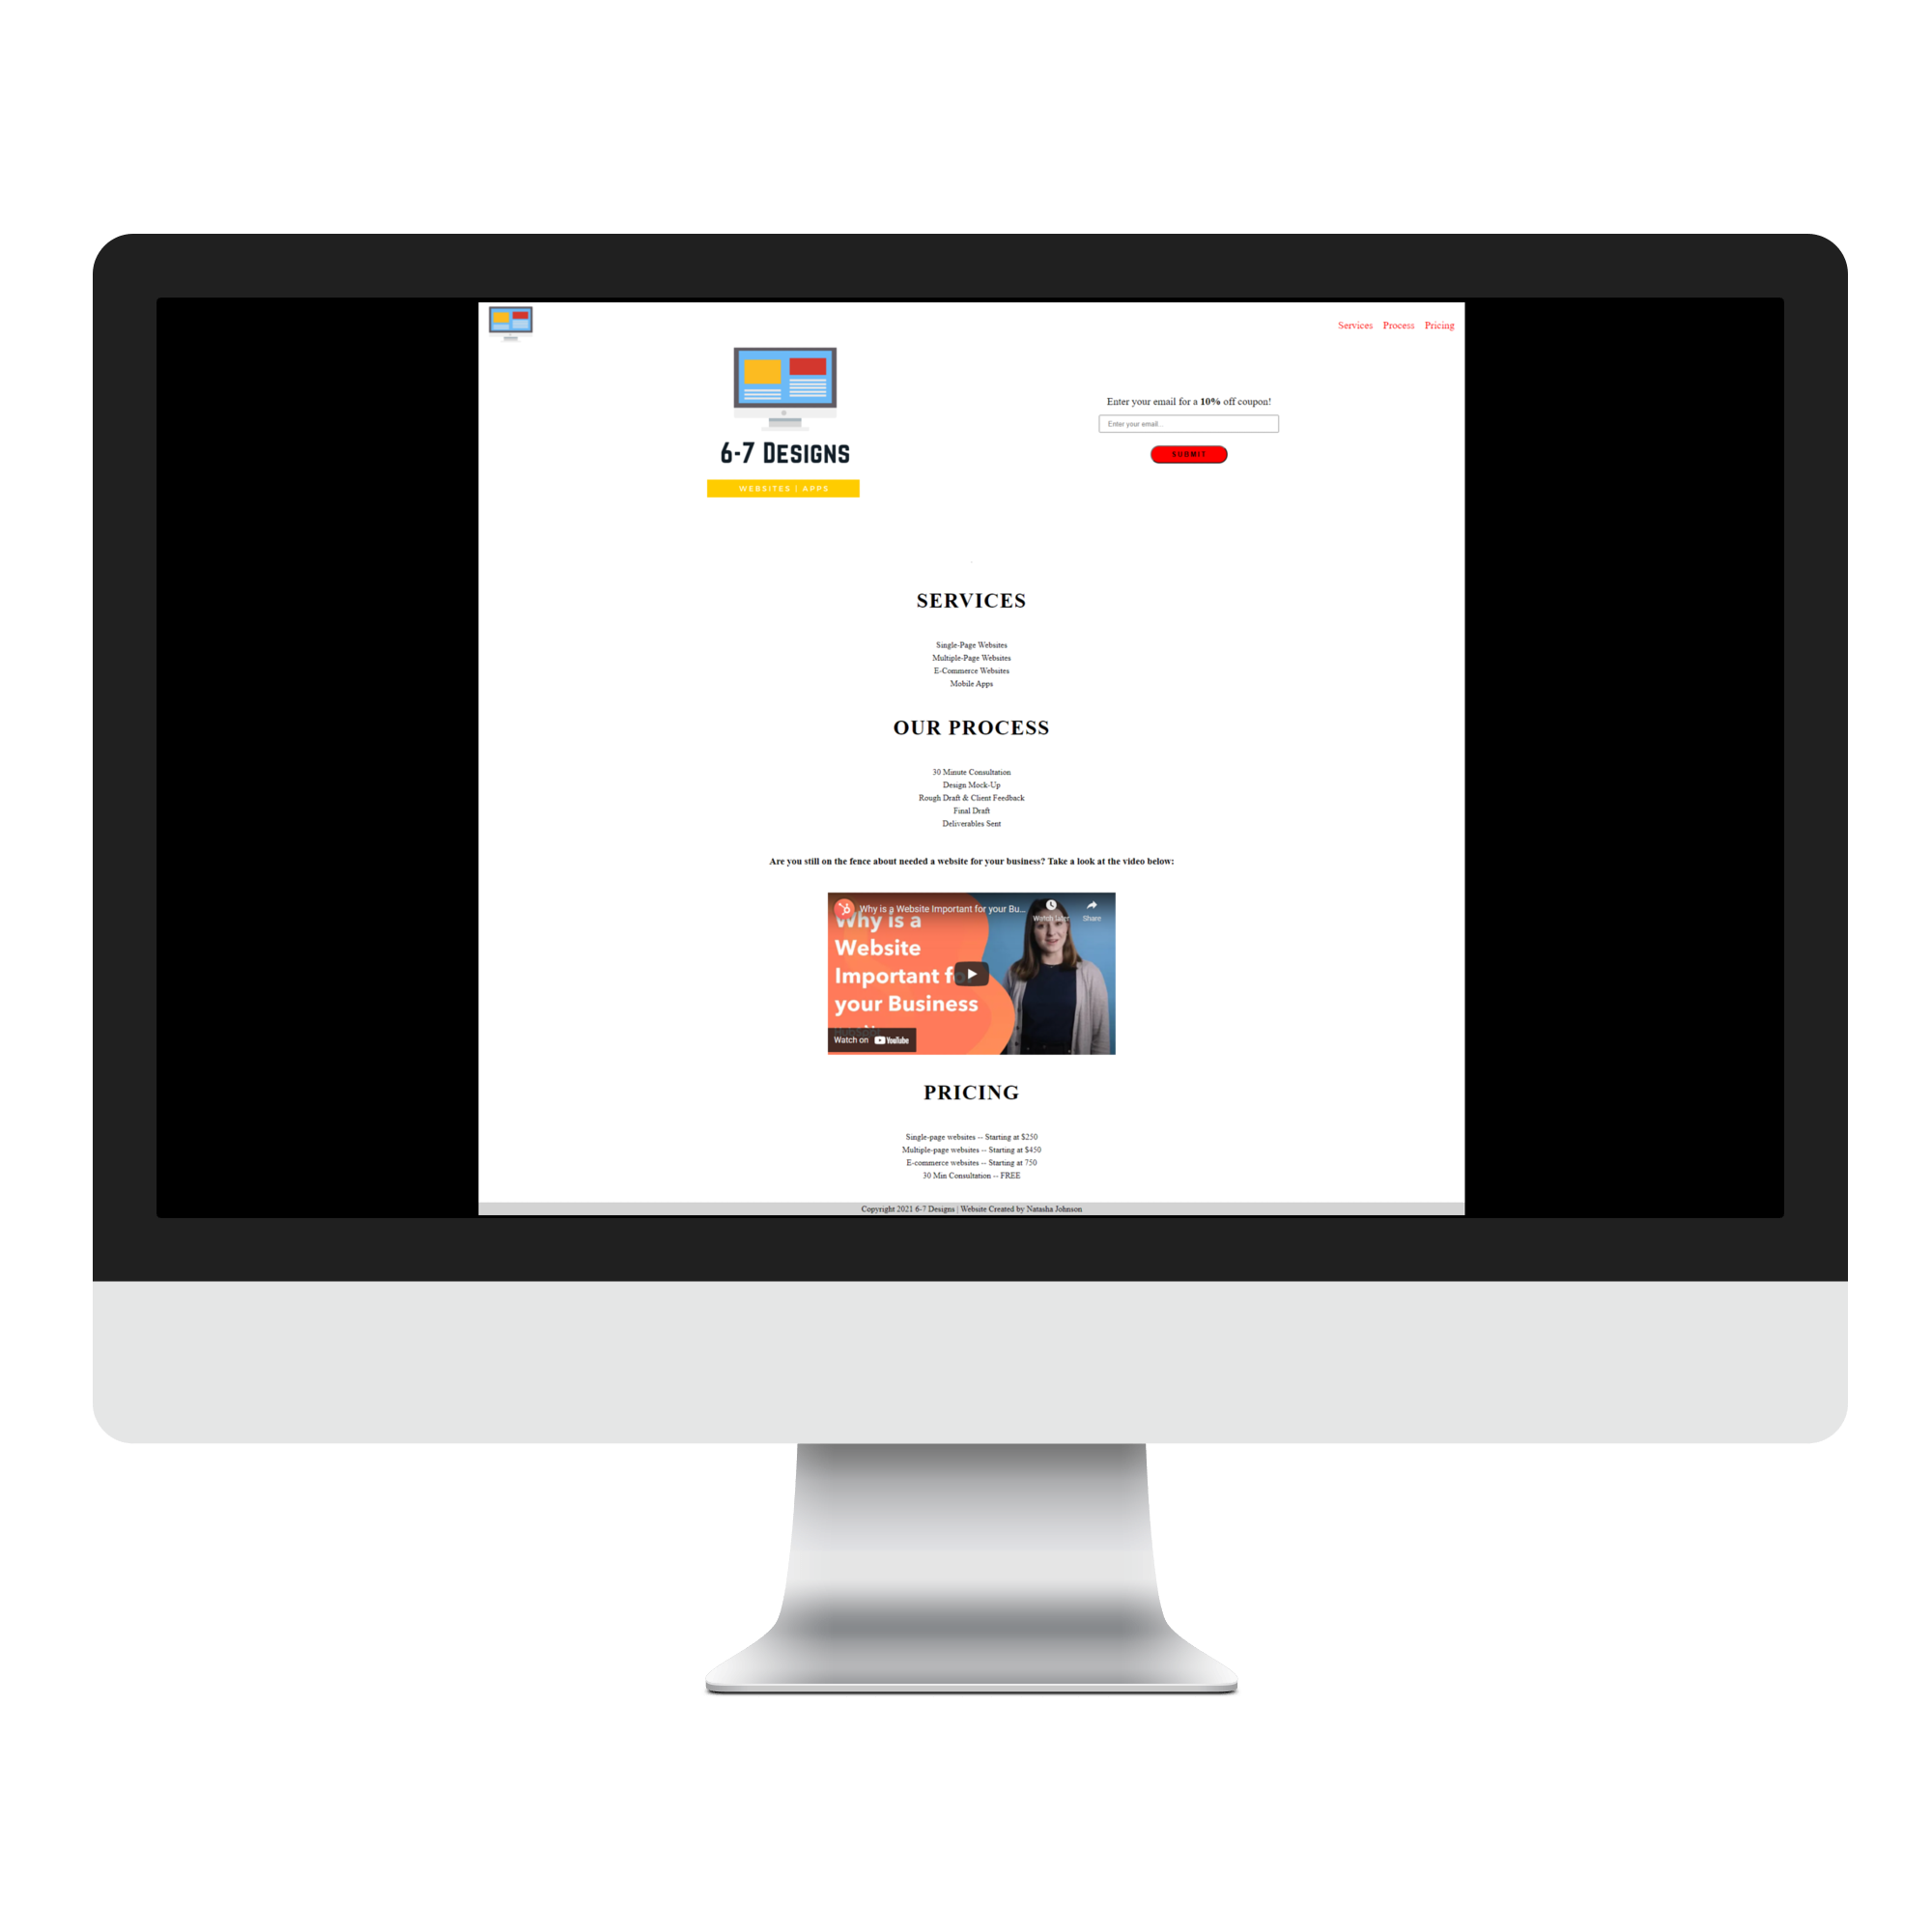 Services Process Pricing
6-7 DESIGNS
WEBSITES | APPS
Enter your email for a 10% off coupon!
Enter your email...
SUBMIT
SERVICES
Single-Page Websites
Multiple-Page Websites
E-Commerce Websites
Mobile Apps
OUR PROCESS
30 Minute Consultation
Design Mock-Up
Rough Draft & Client Feedback
Final Draft
Deliverables Sent
Are you still on the fence about needed a website for your business? Take a look at the video below:
Why is a Website Important for your Bu...
Watch later Share
Why is a
Website
Important for
your Business
Watch on YouTube
PRICING
Single-page websites -- Starting at $250
Multiple-page websites -- Starting at $450
E-commerce websites -- Starting at 750
30 Min Consultation -- FREE
Copyright 2021 6-7 Designs | Website Created by Natasha Johnson